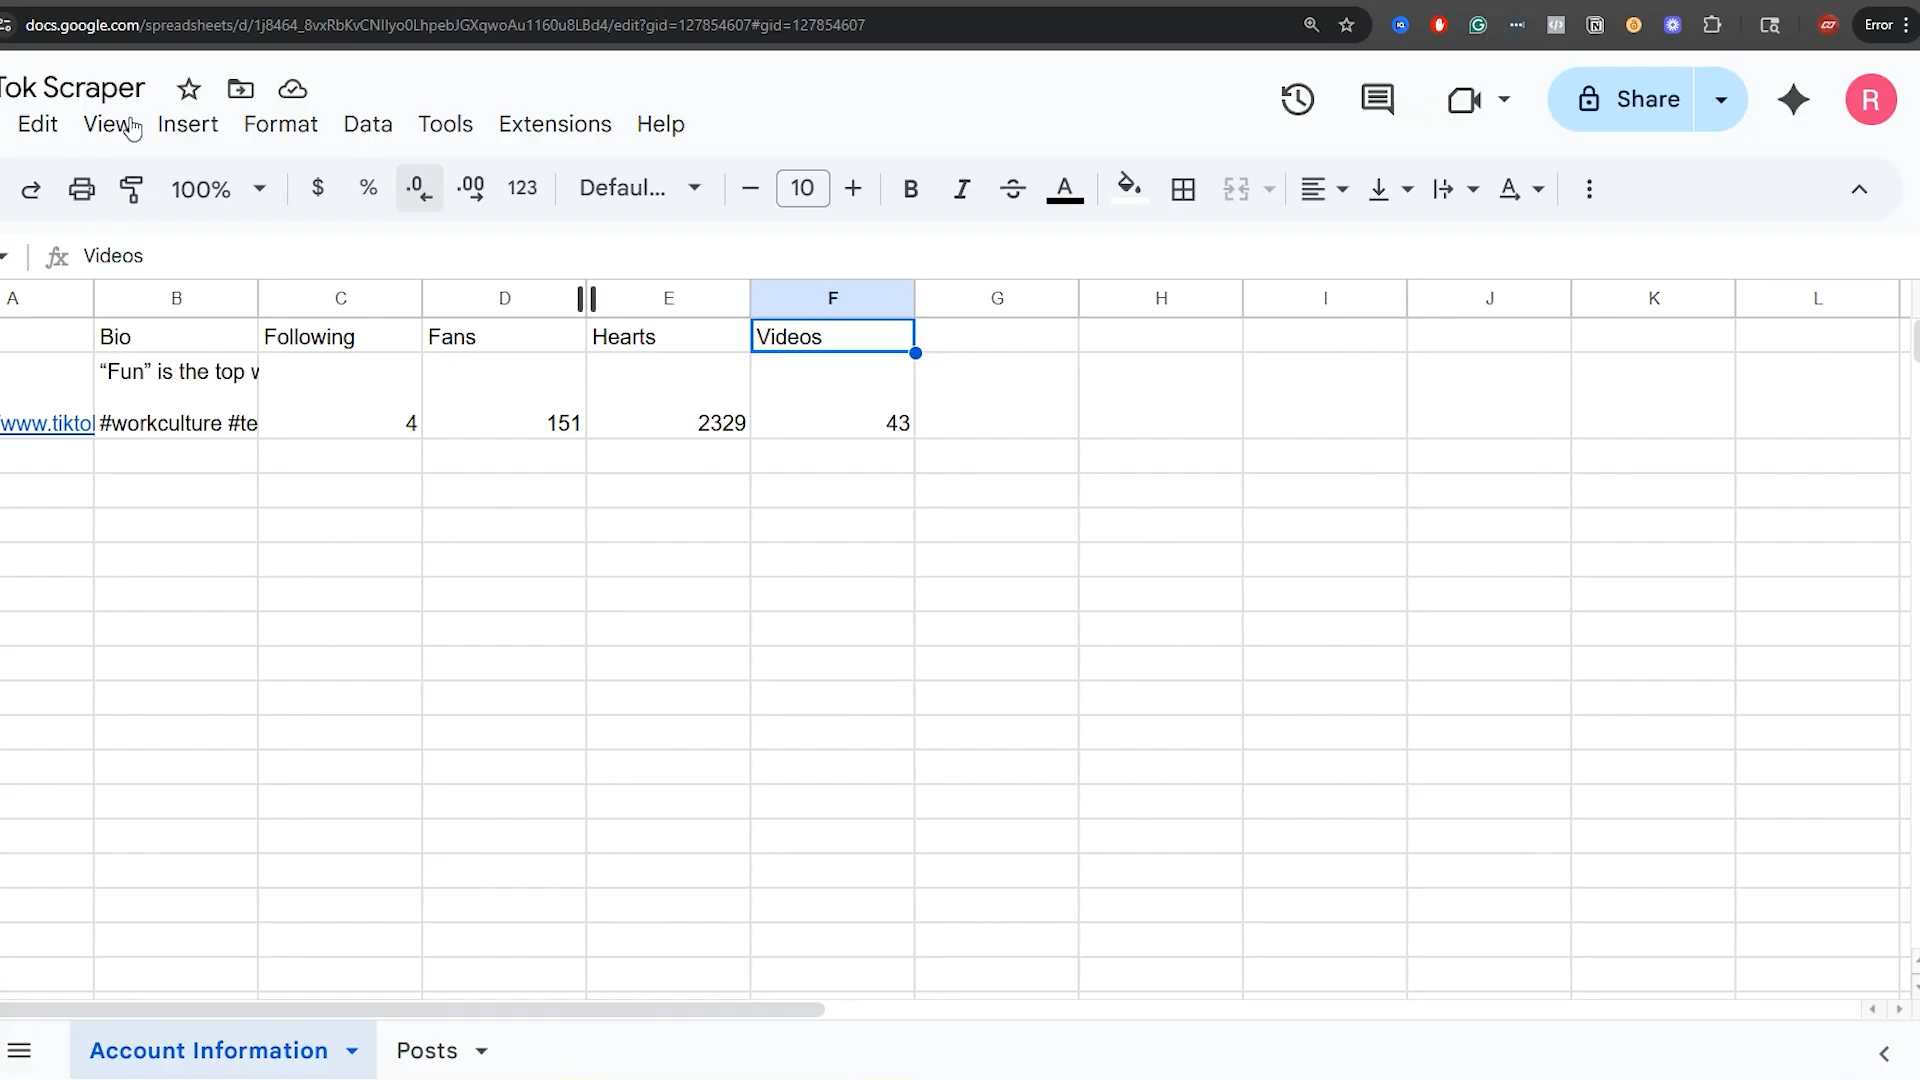 docs.google.com/spreadsheets/d/1j8464_8vxRbKvCNIIyo0LhpebJGXqwoAu1160u8LBd4/edit?gid=127854607#gid=127854607
Error
Tok Scraper
Edit View Insert Format Data Tools Extensions Help
Share
R
100% $ % .0 .00 123 Defaul... 10 B I S A A
fx Videos
A B C D E F G H I J K L
Bio Following Fans Hearts Videos
“Fun” is the top w
www.tiktol #workculture #te 4 151 2329 43
Account Information Posts